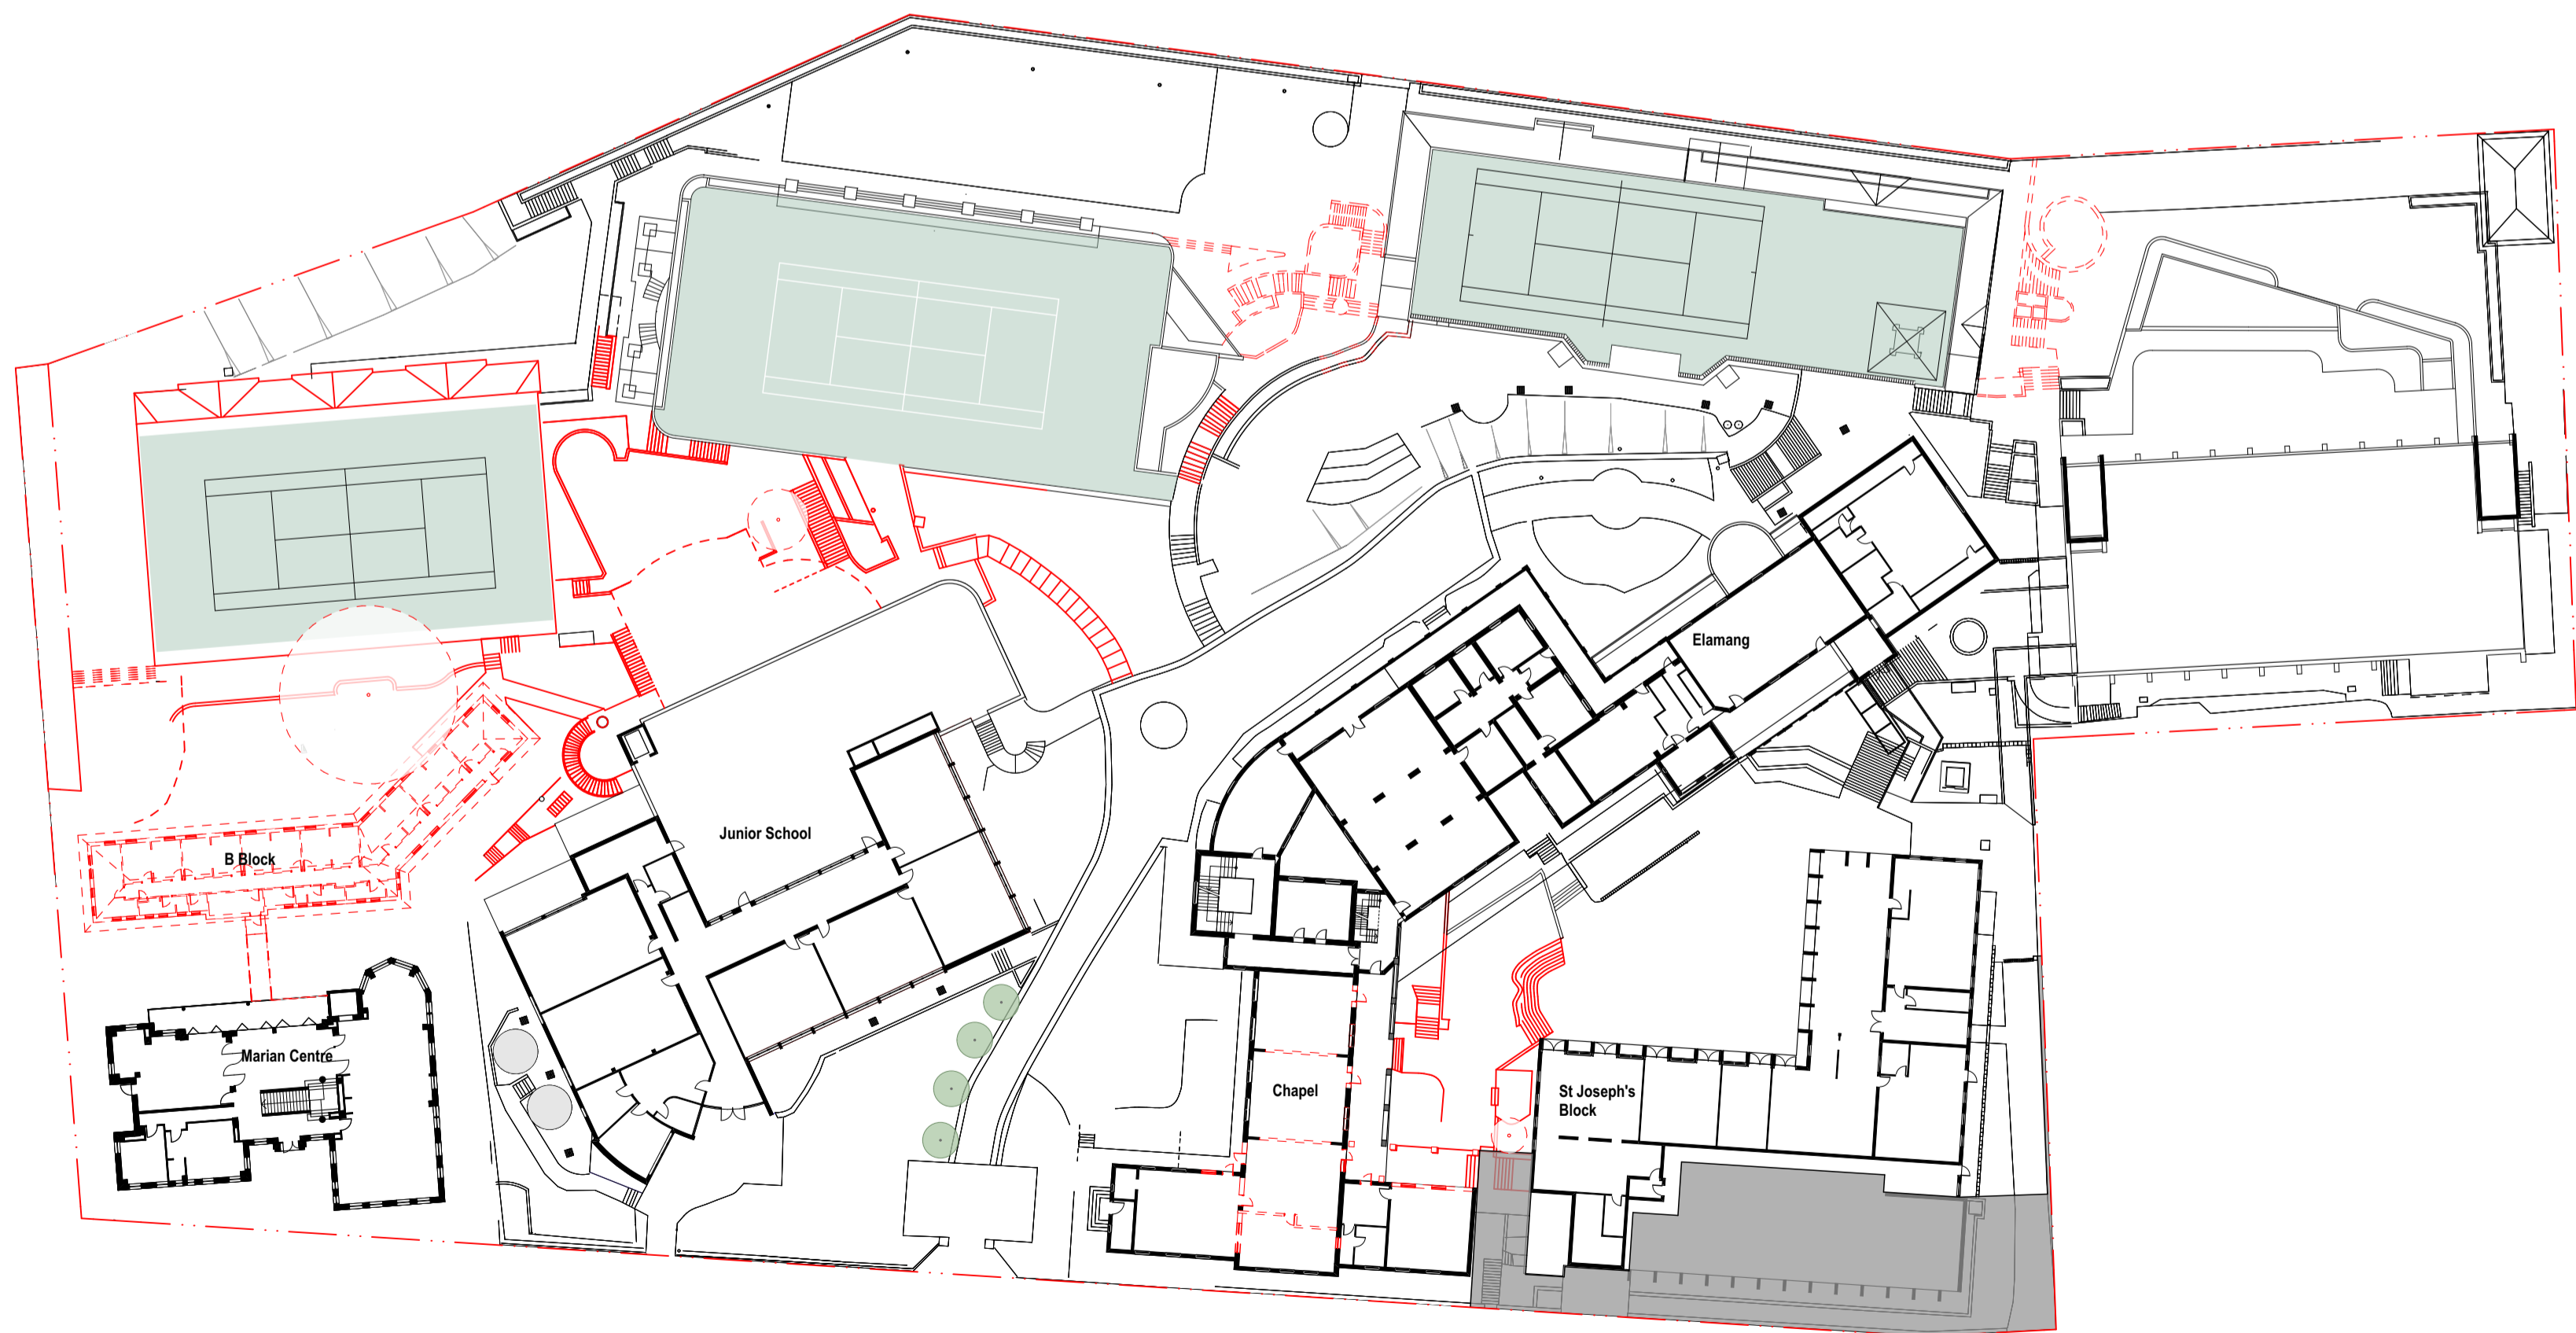 Elamang
Junior School
B Block
Marian Centre
Chapel
St Joseph's
Block